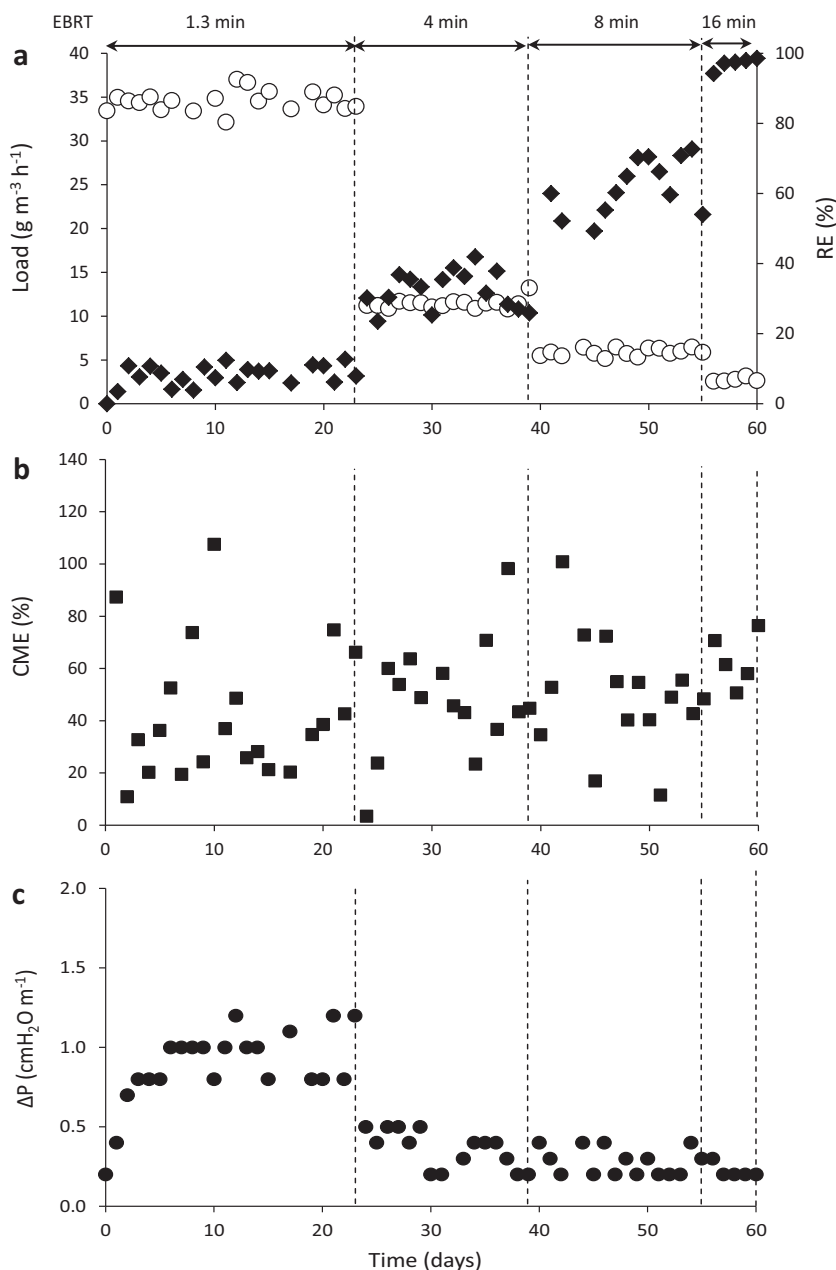 EBRT 1.3 min 4 min 8 min 16 min
a
40 100
35
30 80
25
60
20
15 40
10
20
5
0 0
Load (g m⁻³ h⁻¹)
RE (%)
0 10 20 30 40 50 60
b
140
120
100
80
60
40
20
0
CME (%)
0 10 20 30 40 50 60
c
2.0
1.5
1.0
0.5
0.0
ΔP (cmH₂O m⁻¹)
0 10 20 30 40 50 60
Time (days)